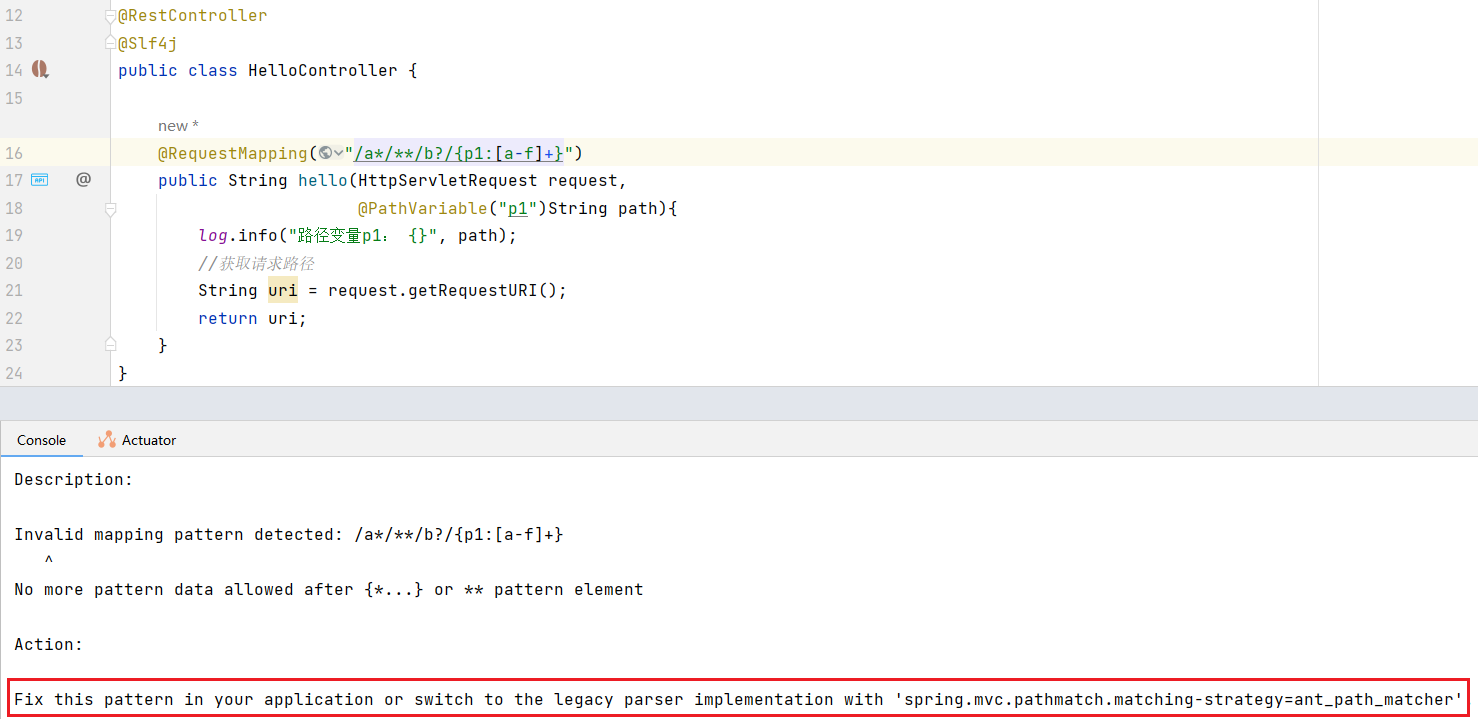 12 @RestController
13 @Slf4j
14 public class HelloController {
15
new *
16 @RequestMapping("/a*/**/b?/{p1:[a-f]+}")
17 API @ public String hello(HttpServletRequest request,
18 @PathVariable("p1")String path){
19 log.info("路径变量p1： {}", path);
20 //获取请求路径
21 String uri = request.getRequestURI();
22 return uri;
23 }
24 }
Console Actuator
Description:
Invalid mapping pattern detected: /a*/**/b?/{p1:[a-f]+}
^
No more pattern data allowed after {*...} or ** pattern element
Action:
Fix this pattern in your application or switch to the legacy parser implementation with 'spring.mvc.pathmatch.matching-strategy=ant_path_matcher'